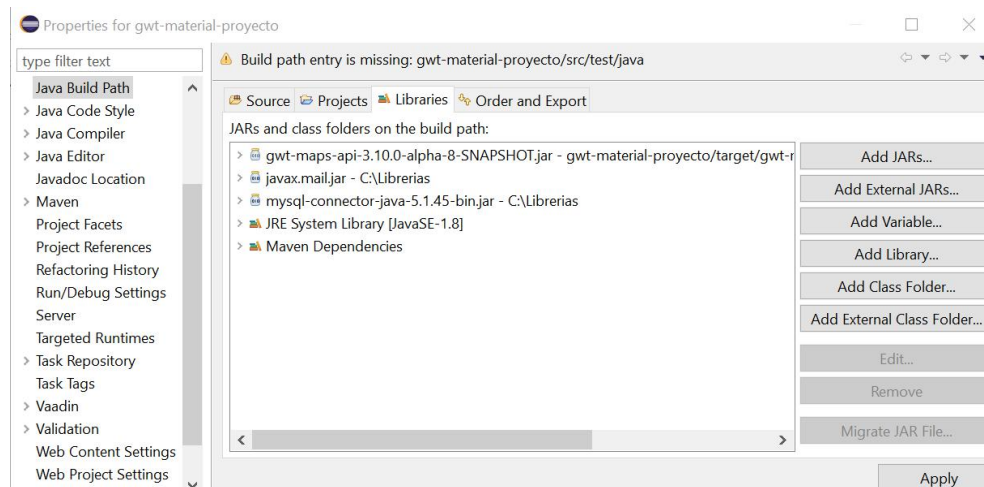 Properties for gwt-material-proyecto
type filter text
Java Build Path
Java Code Style
Java Compiler
Java Editor
Javadoc Location
Maven
Project Facets
Project References
Refactoring History
Run/Debug Settings
Server
Targeted Runtimes
Task Repository
Task Tags
Vaadin
Validation
Web Content Settings
Web Project Settings
Build path entry is missing: gwt-material-proyecto/src/test/java
Source Projects Libraries Order and Export
JARs and class folders on the build path:
gwt-maps-api-3.10.0-alpha-8-SNAPSHOT.jar - gwt-material-proyecto/target/gwt-r
javax.mail.jar - C:\Librerias
mysql-connector-java-5.1.45-bin.jar - C:\Librerias
JRE System Library [JavaSE-1.8]
Maven Dependencies
Add JARs...
Add External JARs...
Add Variable...
Add Library...
Add Class Folder...
Add External Class Folder...
Edit...
Remove
Migrate JAR File...
Apply